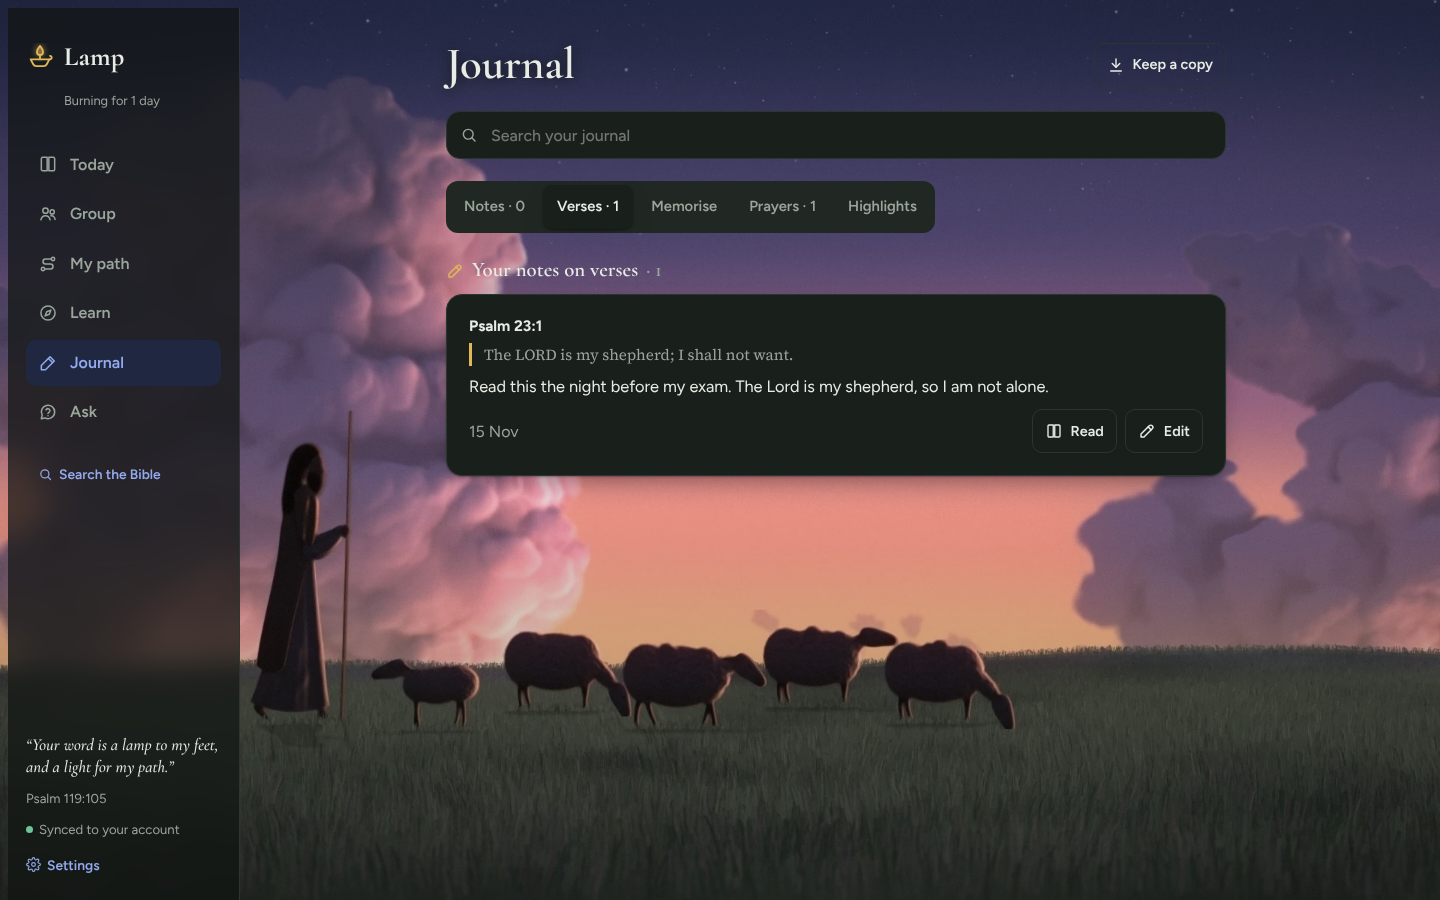 Lamp
Burning for 1 day
Today
Group
My path
Learn
Journal
Ask
Search the Bible
“Your word is a lamp to my feet,
and a light for my path.”
Psalm 119:105
Synced to your account
Settings
Journal
Keep a copy
Search your journal
Notes · 0 Verses · 1 Memorise Prayers · 1 Highlights
Your notes on verses · 1
Psalm 23:1
The LORD is my shepherd; I shall not want.
Read this the night before my exam. The Lord is my shepherd, so I am not alone.
15 Nov
Read Edit